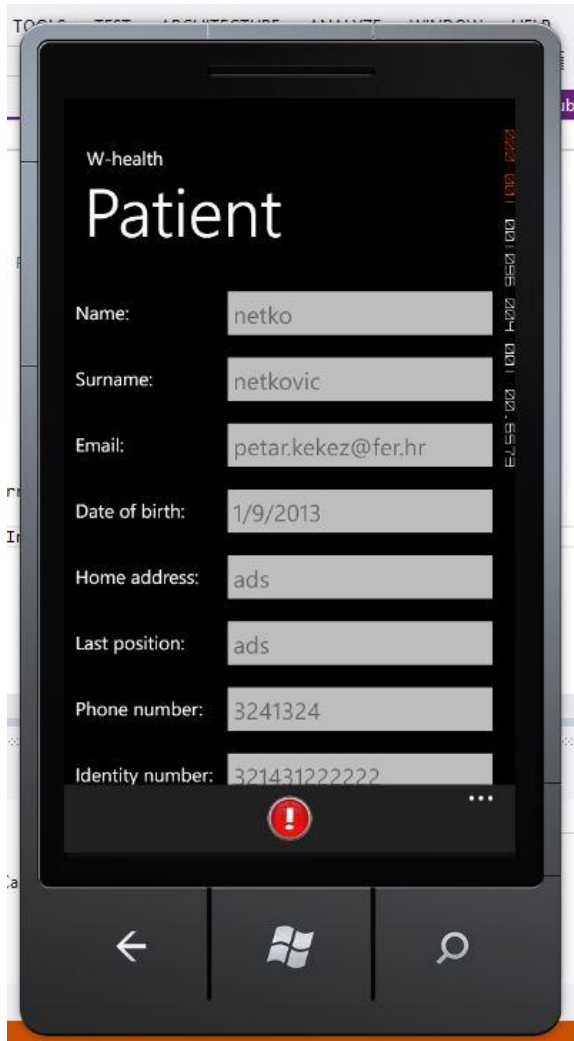 TOOLS TEST ARCHITECTURE ANALYZE WINDOW HELP
W-health
Patient
Name: netko
Surname: netkovic
Email: petar.kekez@fer.hr
Date of birth: 1/9/2013
Home address: ads
Last position: ads
Phone number: 3241324
Identity number: 321431222222